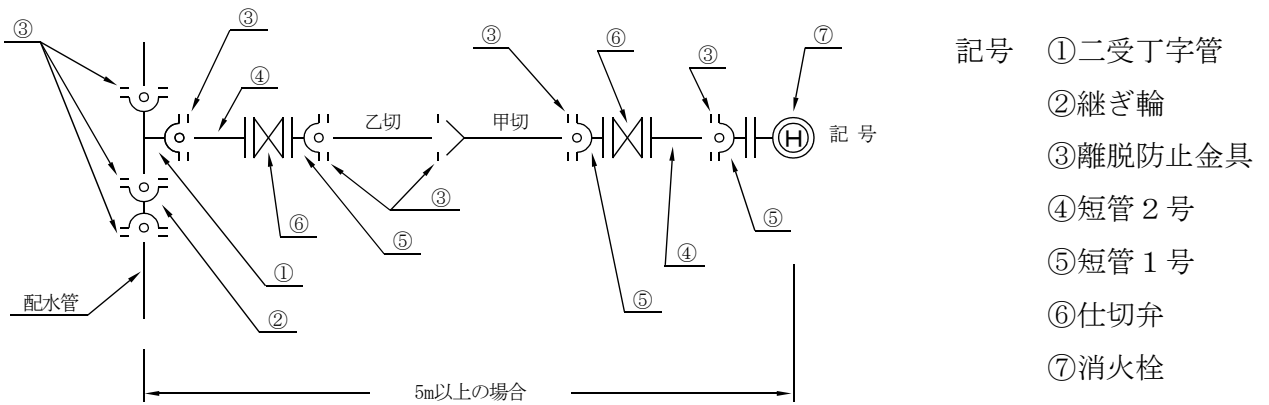 ③
③
④
③
⑥
③
⑦
乙切
甲切
H
記 号
③
⑥
⑤
⑤
①
④
⑤
配水管
②
5m以上の場合
記号 ①二受丁字管
②継ぎ輪
③離脱防止金具
④短管２号
⑤短管１号
⑥仕切弁
⑦消火栓